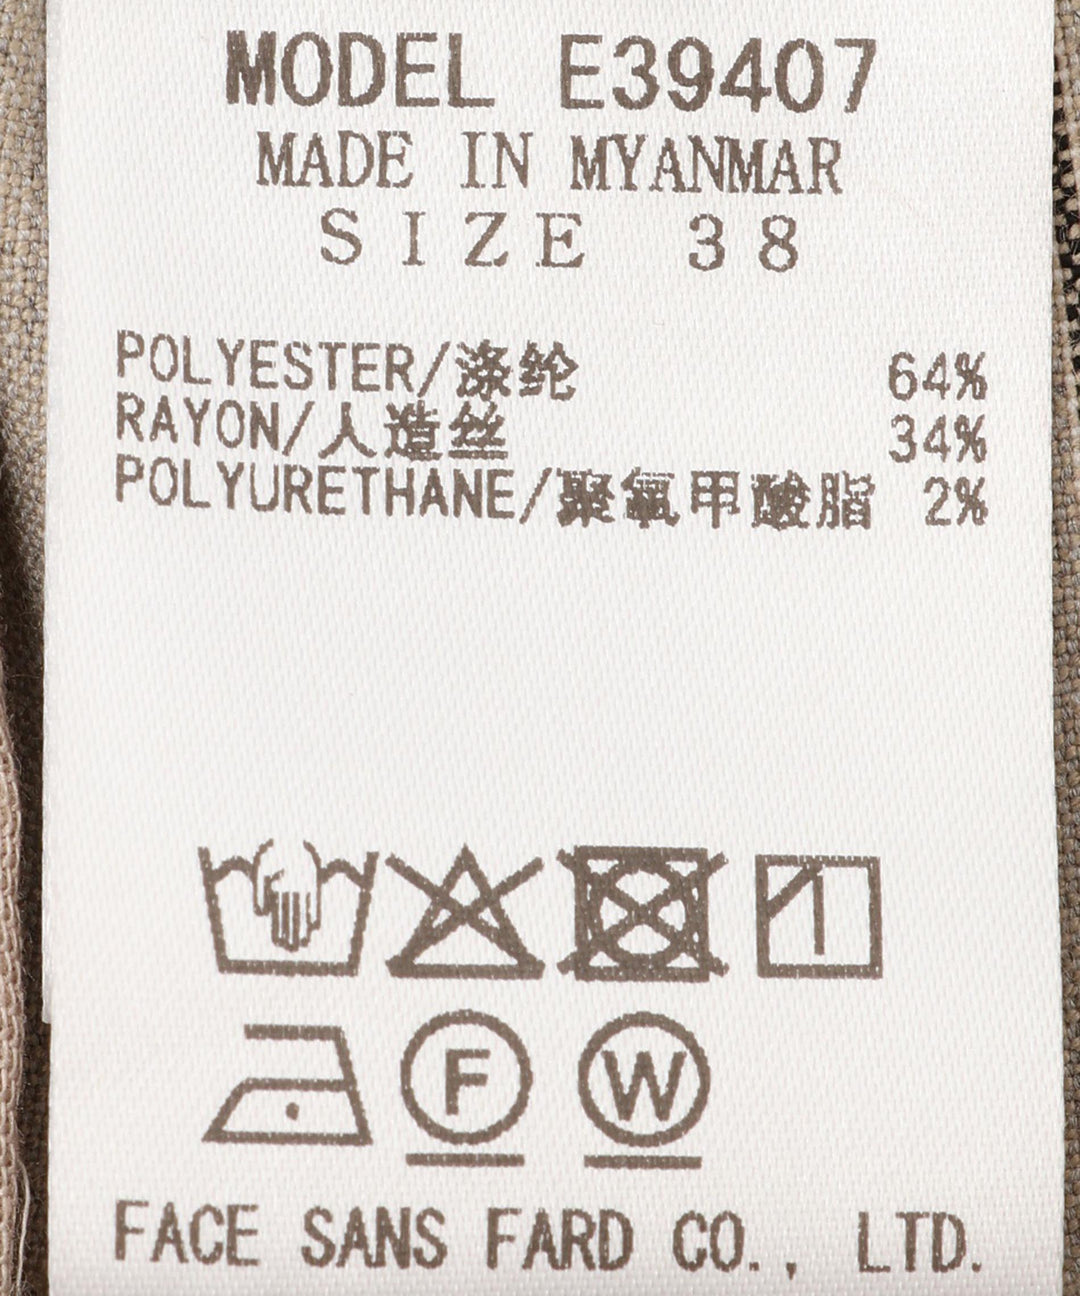 MODEL E39407
MADE IN MYANMAR
SIZE 38
POLYESTER/涤纶 64%
RAYON/人造丝 34%
POLYURETHANE/聚氧甲酸脂 2%
F W
FACE SANS FARD CO., LTD.